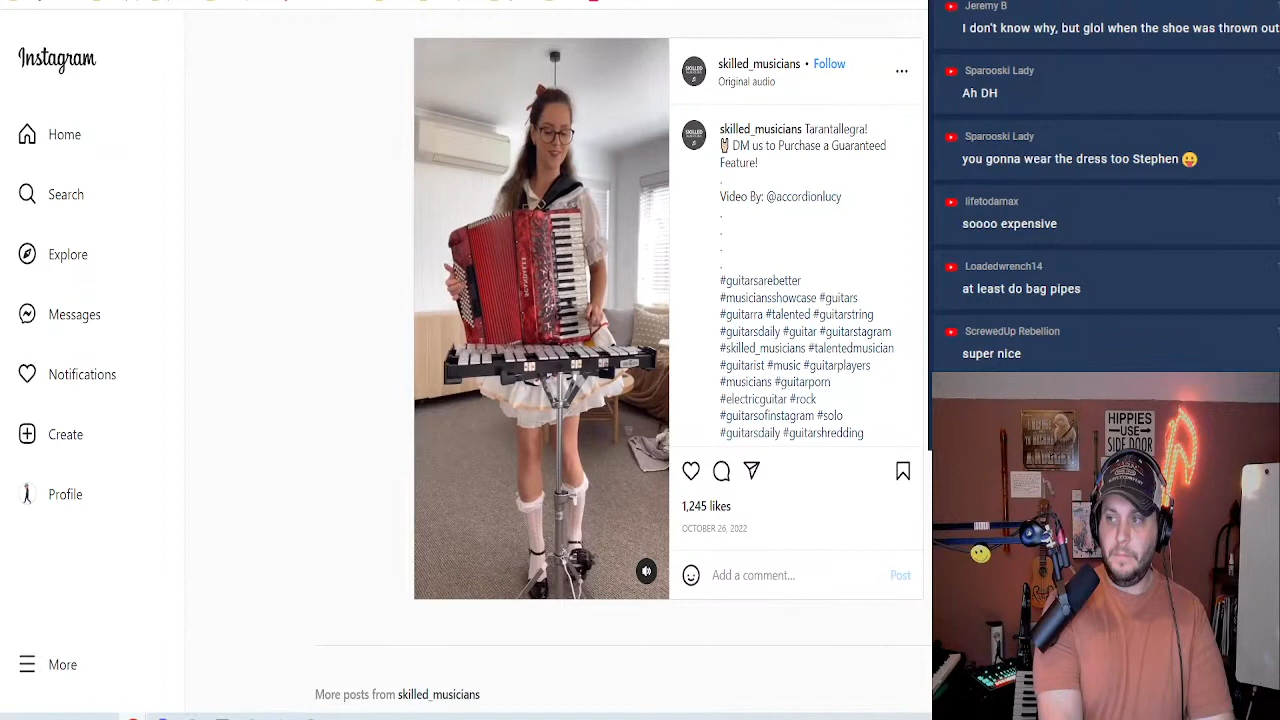 Instagram
Home
Search
Explore
Messages
Notifications
Create
Profile
More
skilled_musicians • Follow
Original audio
skilled_musicians Tarantallegra!
DM us to Purchase a Guaranteed
Feature!
.
Video By: @accordionlucy
.
.
.
.
#guitarsarebetter
#musiciansshowcase #guitars
#guitarra #talented #guitarstring
#guitarsdaily #guitar #guitarstagram
#skilled_musicians #talentedmusician
#guitarist #music #guitarplayers
#musicians #guitarporn
#electricguitar #rock
#guitarsofinstagram #solo
#guitarsdaily #guitarshredding
1,245 likes
OCTOBER 26, 2022
Add a comment...
Post
More posts from skilled_musicians
Jeremy B
I don't know why, but glol when the shoe was thrown out
Sparooski Lady
Ah DH
Sparooski Lady
you gonna wear the dress too Stephen 😛
lifetodamax
soooo expensive
Loadedwrench14
at least do bag pipes
ScrewedUp Rebellion
super nice
HIPPIES
USE
SIDE DOOR